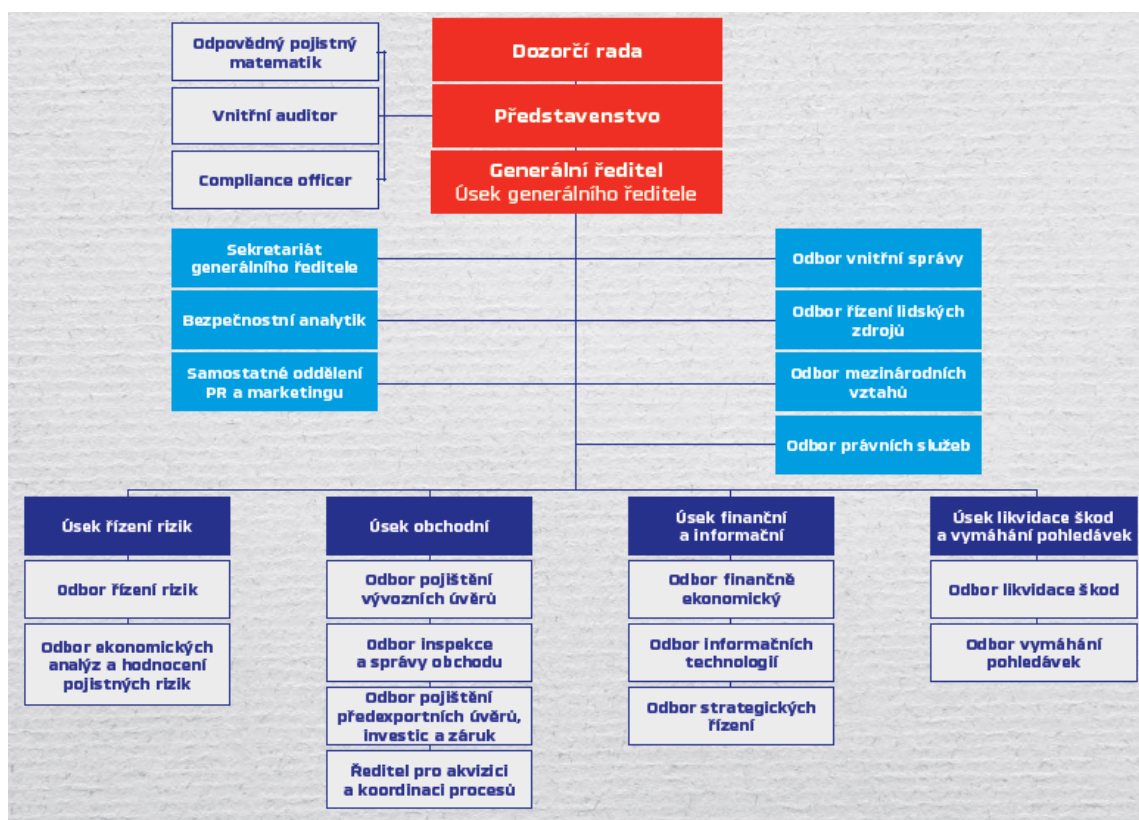 Odpovědný pojistný
matematik
Vnitřní auditor
Compliance officer
Dozorčí rada
Představenstvo
Generální ředitel
Úsek generálního ředitele
Sekretariát
generálního ředitele
Bezpečnostní analytik
Samostatné oddělení
PR a marketingu
Odbor vnitřní správy
Odbor řízení lidských
zdrojů
Odbor mezinárodních
vztahů
Odbor právních služeb
Úsek řízení rizik
Odbor řízení rizik
Odbor ekonomických
analýz a hodnocení
pojistných rizik
Úsek obchodní
Odbor pojištění
vývozních úvěrů
Odbor inspekce
a správy obchodu
Odbor pojištění
předexportních úvěrů,
investic a záruk
Ředitel pro akvizici
a koordinaci procesů
Úsek finanční
a informační
Odbor finančně
ekonomický
Odbor informačních
technologií
Odbor strategických
řízení
Úsek likvidace škod
a vymáhání pohledávek
Odbor likvidace škod
Odbor vymáhání
pohledávek